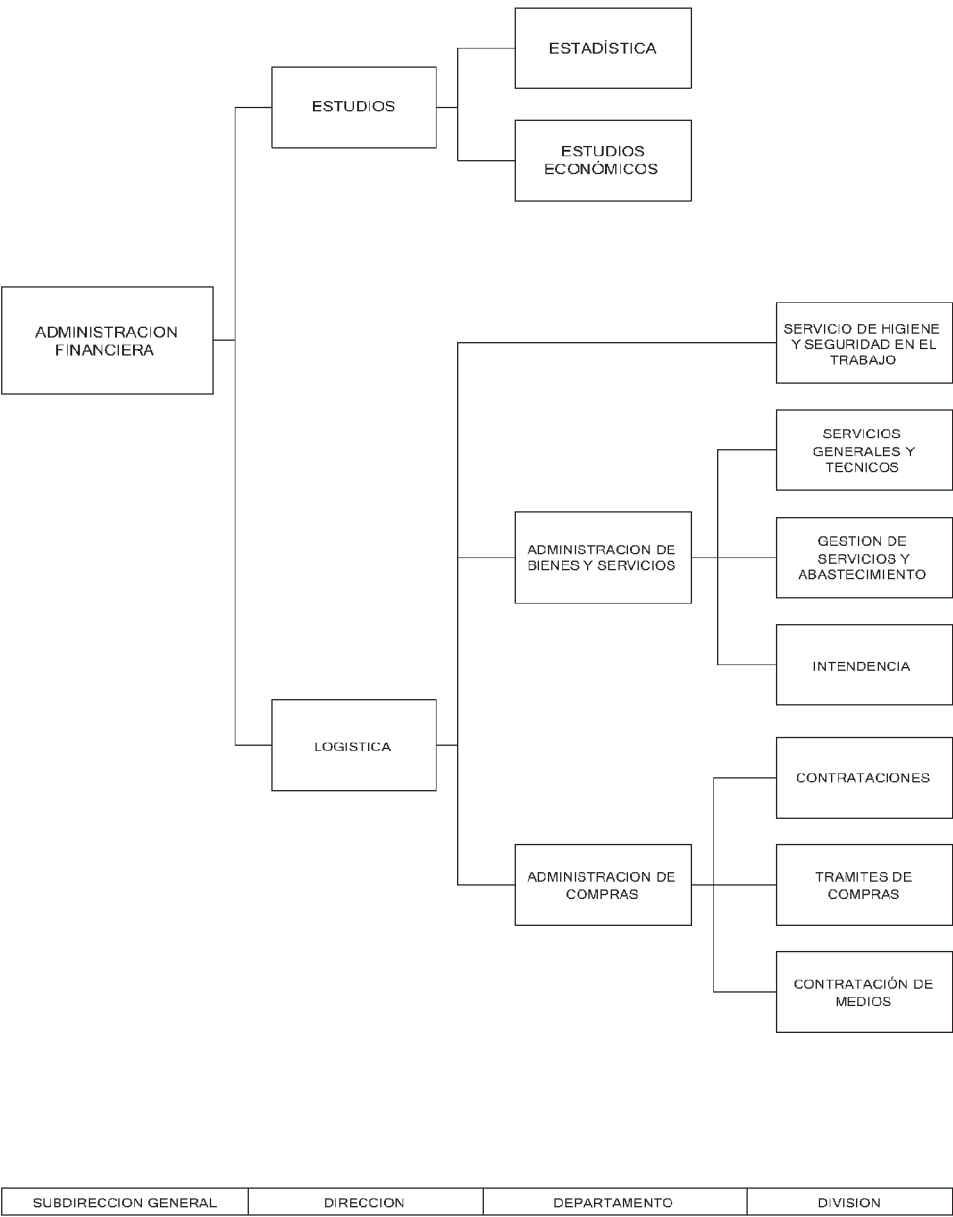 ESTADÍSTICA
ESTUDIOS
ESTUDIOS
ECONÓMICOS
ADMINISTRACION
FINANCIERA
SERVICIO DE HIGIENE
Y SEGURIDAD EN EL
TRABAJO
SERVICIOS
GENERALES Y
TECNICOS
ADMINISTRACION DE
BIENES Y SERVICIOS
GESTION DE
SERVICIOS Y
ABASTECIMIENTO
INTENDENCIA
LOGISTICA
CONTRATACIONES
ADMINISTRACION DE
COMPRAS
TRAMITES DE
COMPRAS
CONTRATACIÓN DE
MEDIOS
SUBDIRECCION GENERAL
DIRECCION
DEPARTAMENTO
DIVISION